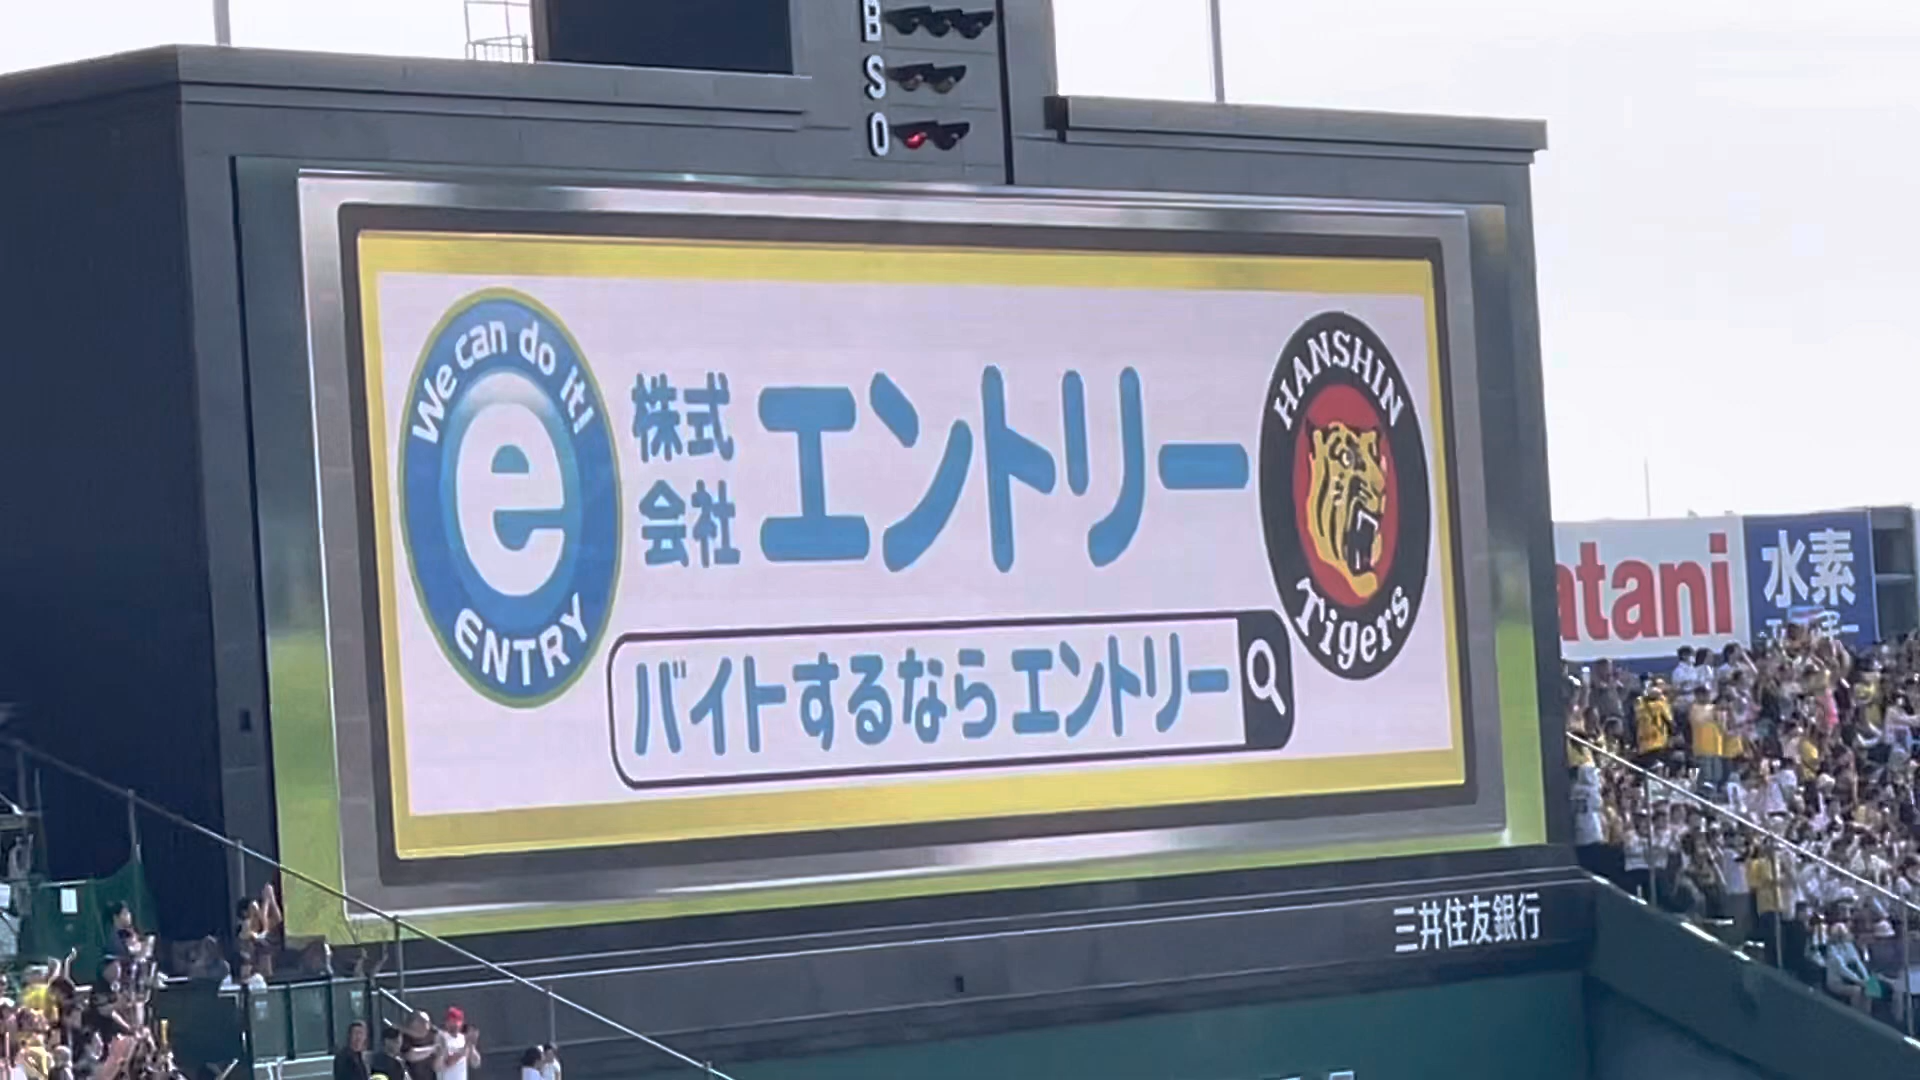 B
S
O
We can do it!
e
ENTRY
株式
会社
エントリー
HANSHIN
Tigers
バイトするなら エントリー
atani
水素
三井住友銀行